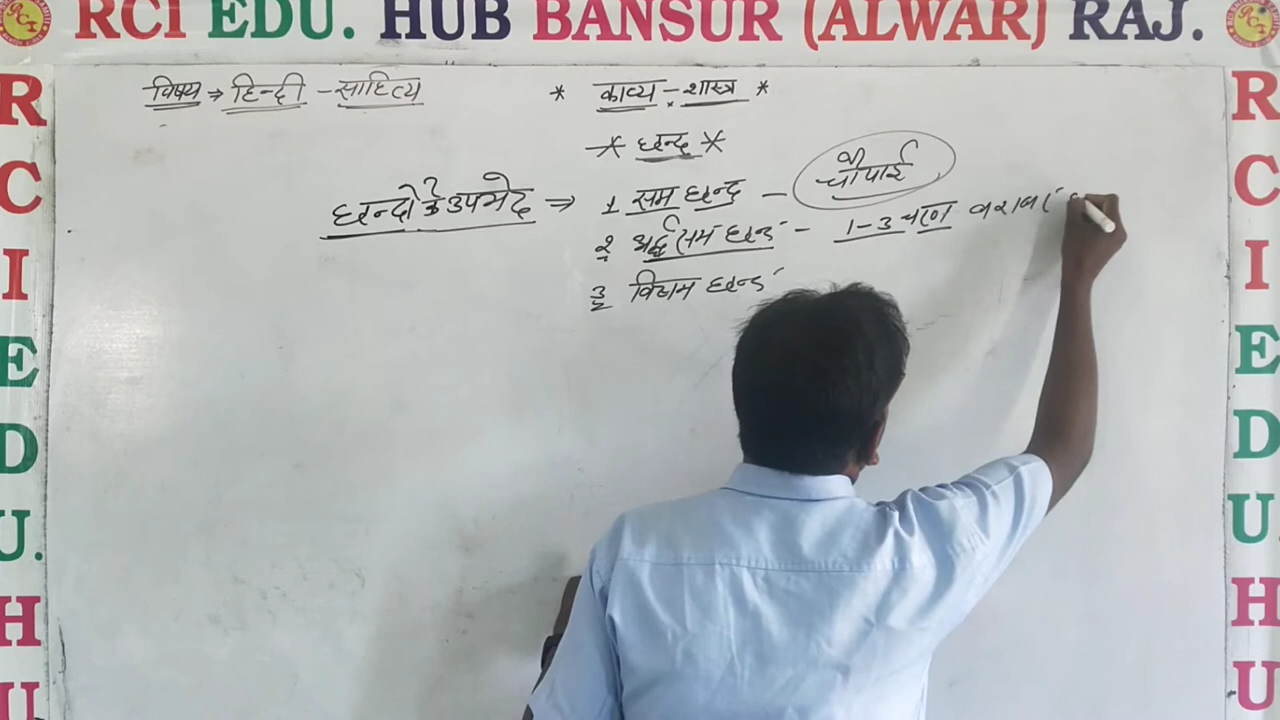 RCI EDU. HUB BANSUR (ALWAR) RAJ.
विषय ⇒ हिन्दी - साहित्य
* काव्य - शास्त्र *
* छन्द *
छन्दों के उपभेद ⇒ 1 सम छन्द - चौपाई
2 अर्द्धसम छन्द - 1-3 चरण बराबर
3 विषम छन्द
R C I E D U. H U
R C I E D U. H U